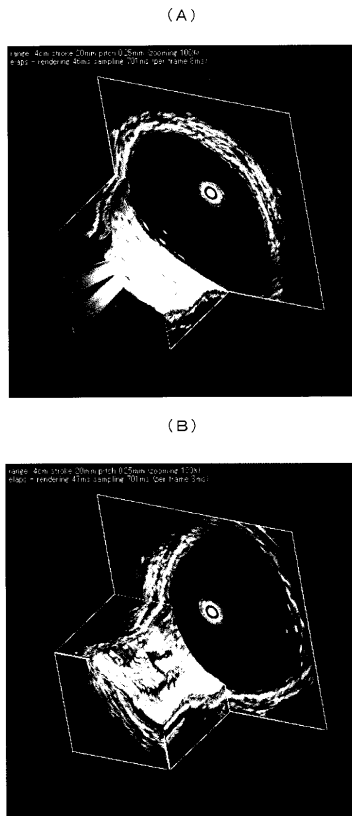 (A)
range: 4cm stroke 20mm pitch 0.25mm (zooming 100%)
elaps - rendering 46ms sampling 701ms (per frame 8ms)
(B)
range: 4cm stroke 20mm pitch 0.25mm (zooming 100%)
elaps - rendering 47ms sampling 701ms (per frame 8ms)